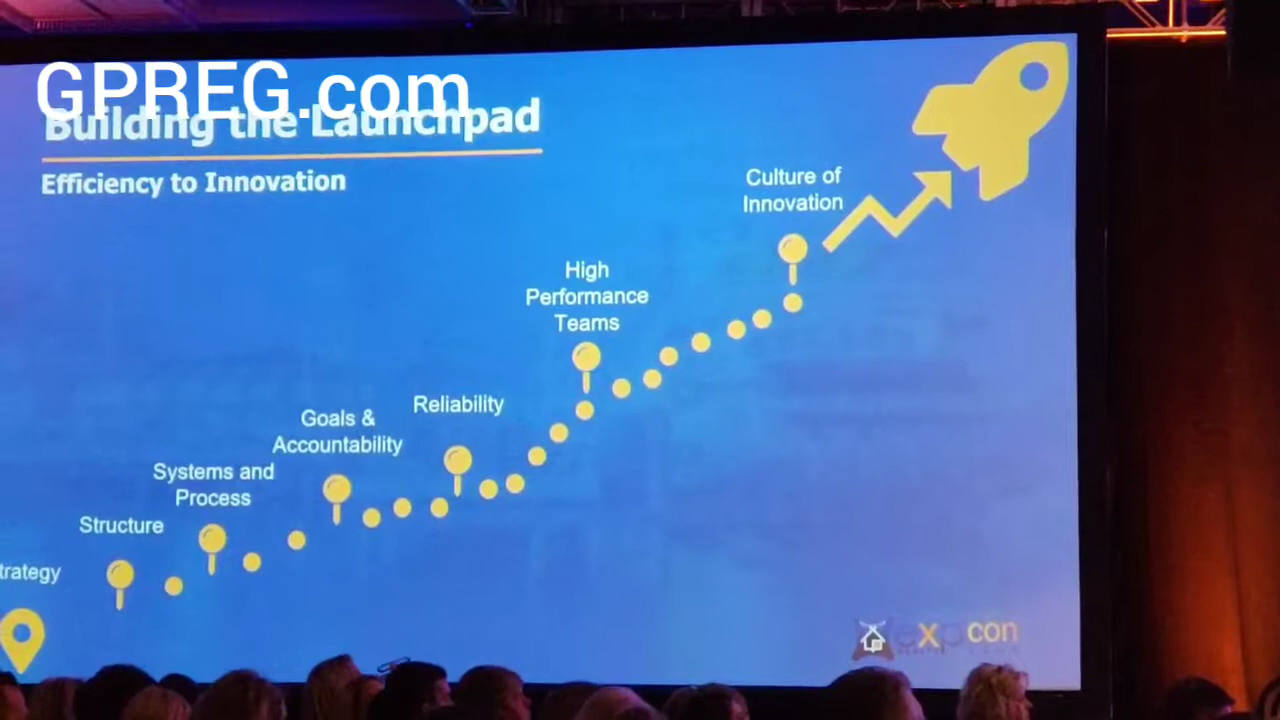 GPREG.com
Building the Launchpad
Efficiency to Innovation
Culture of
Innovation
High
Performance
Teams
Reliability
Goals &
Accountability
Systems and
Process
Structure
trategy
exp con